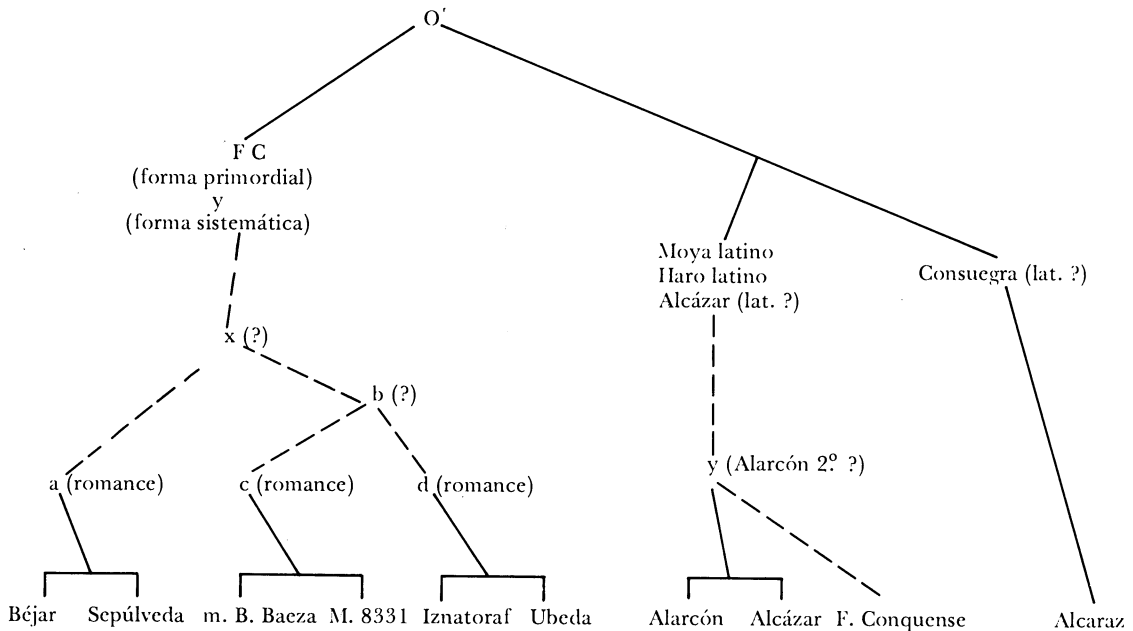 O'
F C
(forma primordial)
y
(forma sistemática)
Moya latino
Haro latino
Alcázar (lat. ?)
Consuegra (lat. ?)
x (?)
b (?)
y (Alarcón 2º. ?)
a (romance)
c (romance)
d (romance)
Béjar
Sepúlveda
m. B. Baeza
M. 8331
Iznatoraf
Ubeda
Alarcón
Alcázar
F. Conquense
Alcaraz